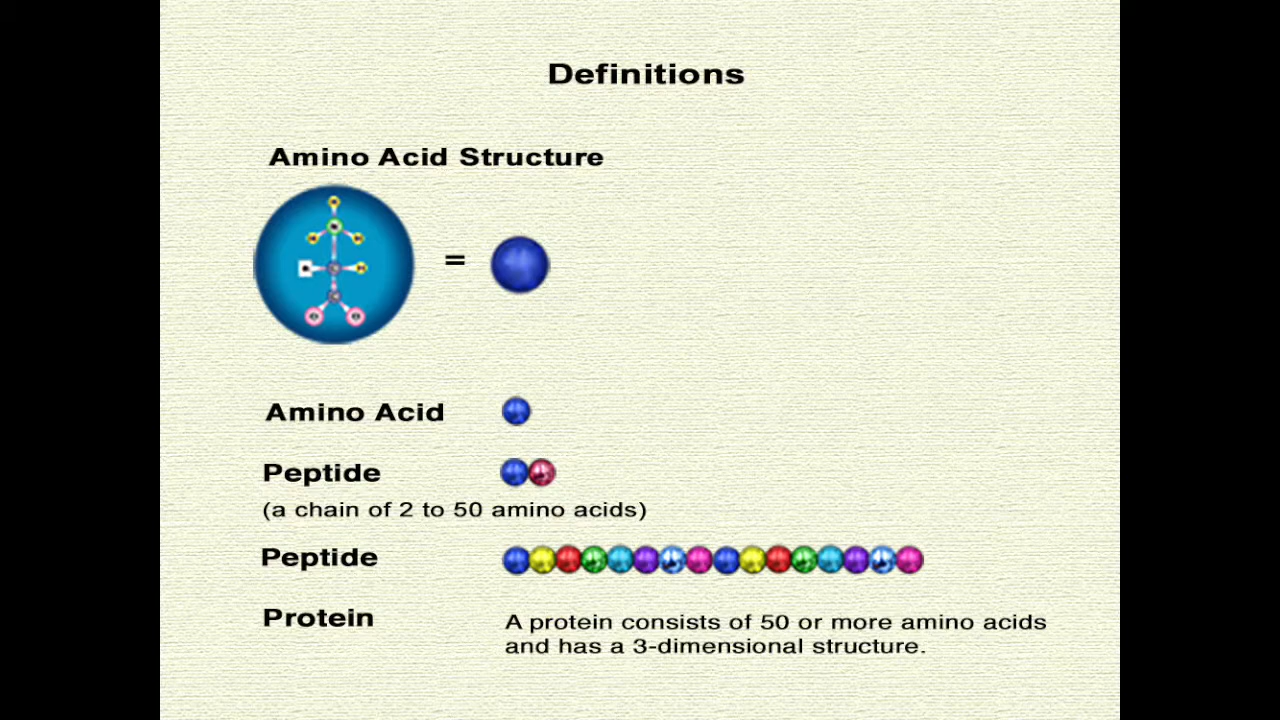 Definitions
Amino Acid Structure
=
Amino Acid
Peptide
(a chain of 2 to 50 amino acids)
Peptide
Protein
A protein consists of 50 or more amino acids
and has a 3-dimensional structure.